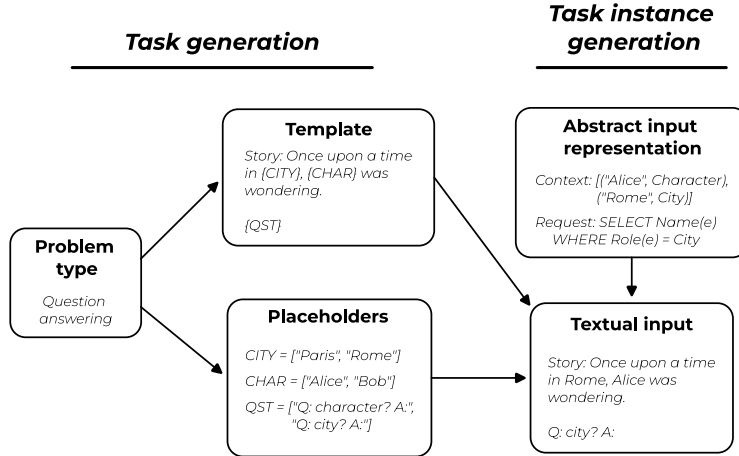 Task generation
Task instance
generation
Template
Story: Once upon a time
in {CITY}, {CHAR} was
wondering.
{QST}
Abstract input
representation
Context: [("Alice", Character),
("Rome", City)]
Request: SELECT Name(e)
WHERE Role(e) = City
Problem
type
Question
answering
Placeholders
CITY = ["Paris", "Rome"]
CHAR = ["Alice", "Bob"]
QST = ["Q: character? A:",
"Q: city? A:"]
Textual input
Story: Once upon a time
in Rome, Alice was
wondering.
Q: city? A: